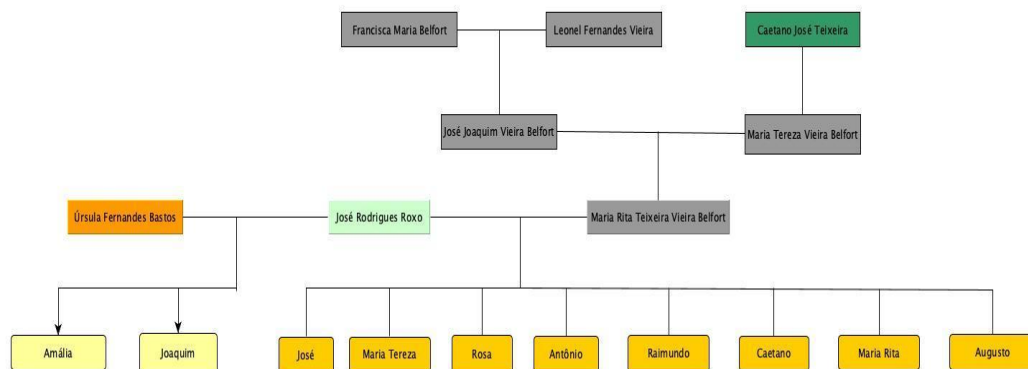 Francisca Maria Belfort
Leonel Fernandes Vieira
Caetano José Teixeira
José Joaquim Vieira Belfort
Maria Tereza Vieira Belfort
Úrsula Fernandes Bastos
José Rodrigues Roxo
Maria Rita Teixeira Vieira Belfort
Amália
Joaquim
José
Maria Tereza
Rosa
Antônio
Raimundo
Caetano
Maria Rita
Augusto